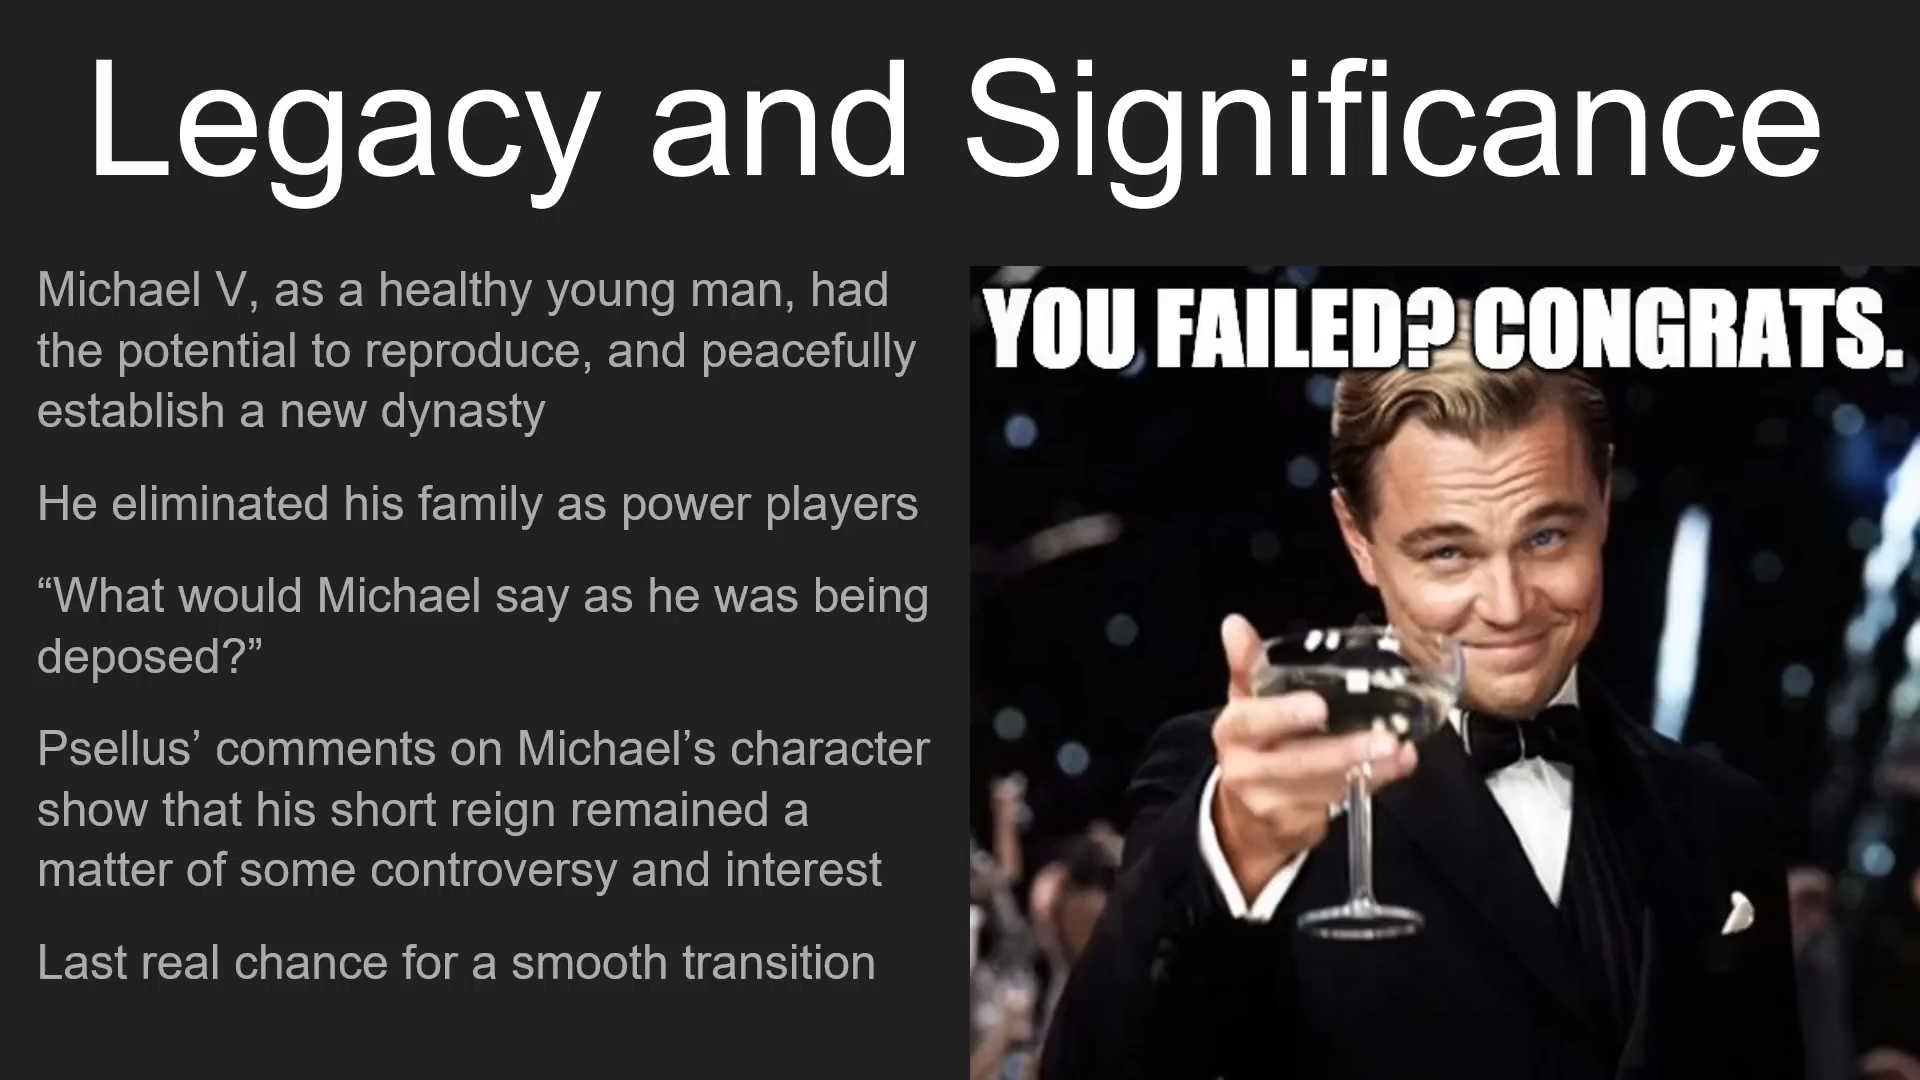 Legacy and Significance
Michael V, as a healthy young man, had
the potential to reproduce, and peacefully
establish a new dynasty
He eliminated his family as power players
“What would Michael say as he was being
deposed?”
Psellus’ comments on Michael’s character
show that his short reign remained a
matter of some controversy and interest
Last real chance for a smooth transition
YOU FAILED? CONGRATS.